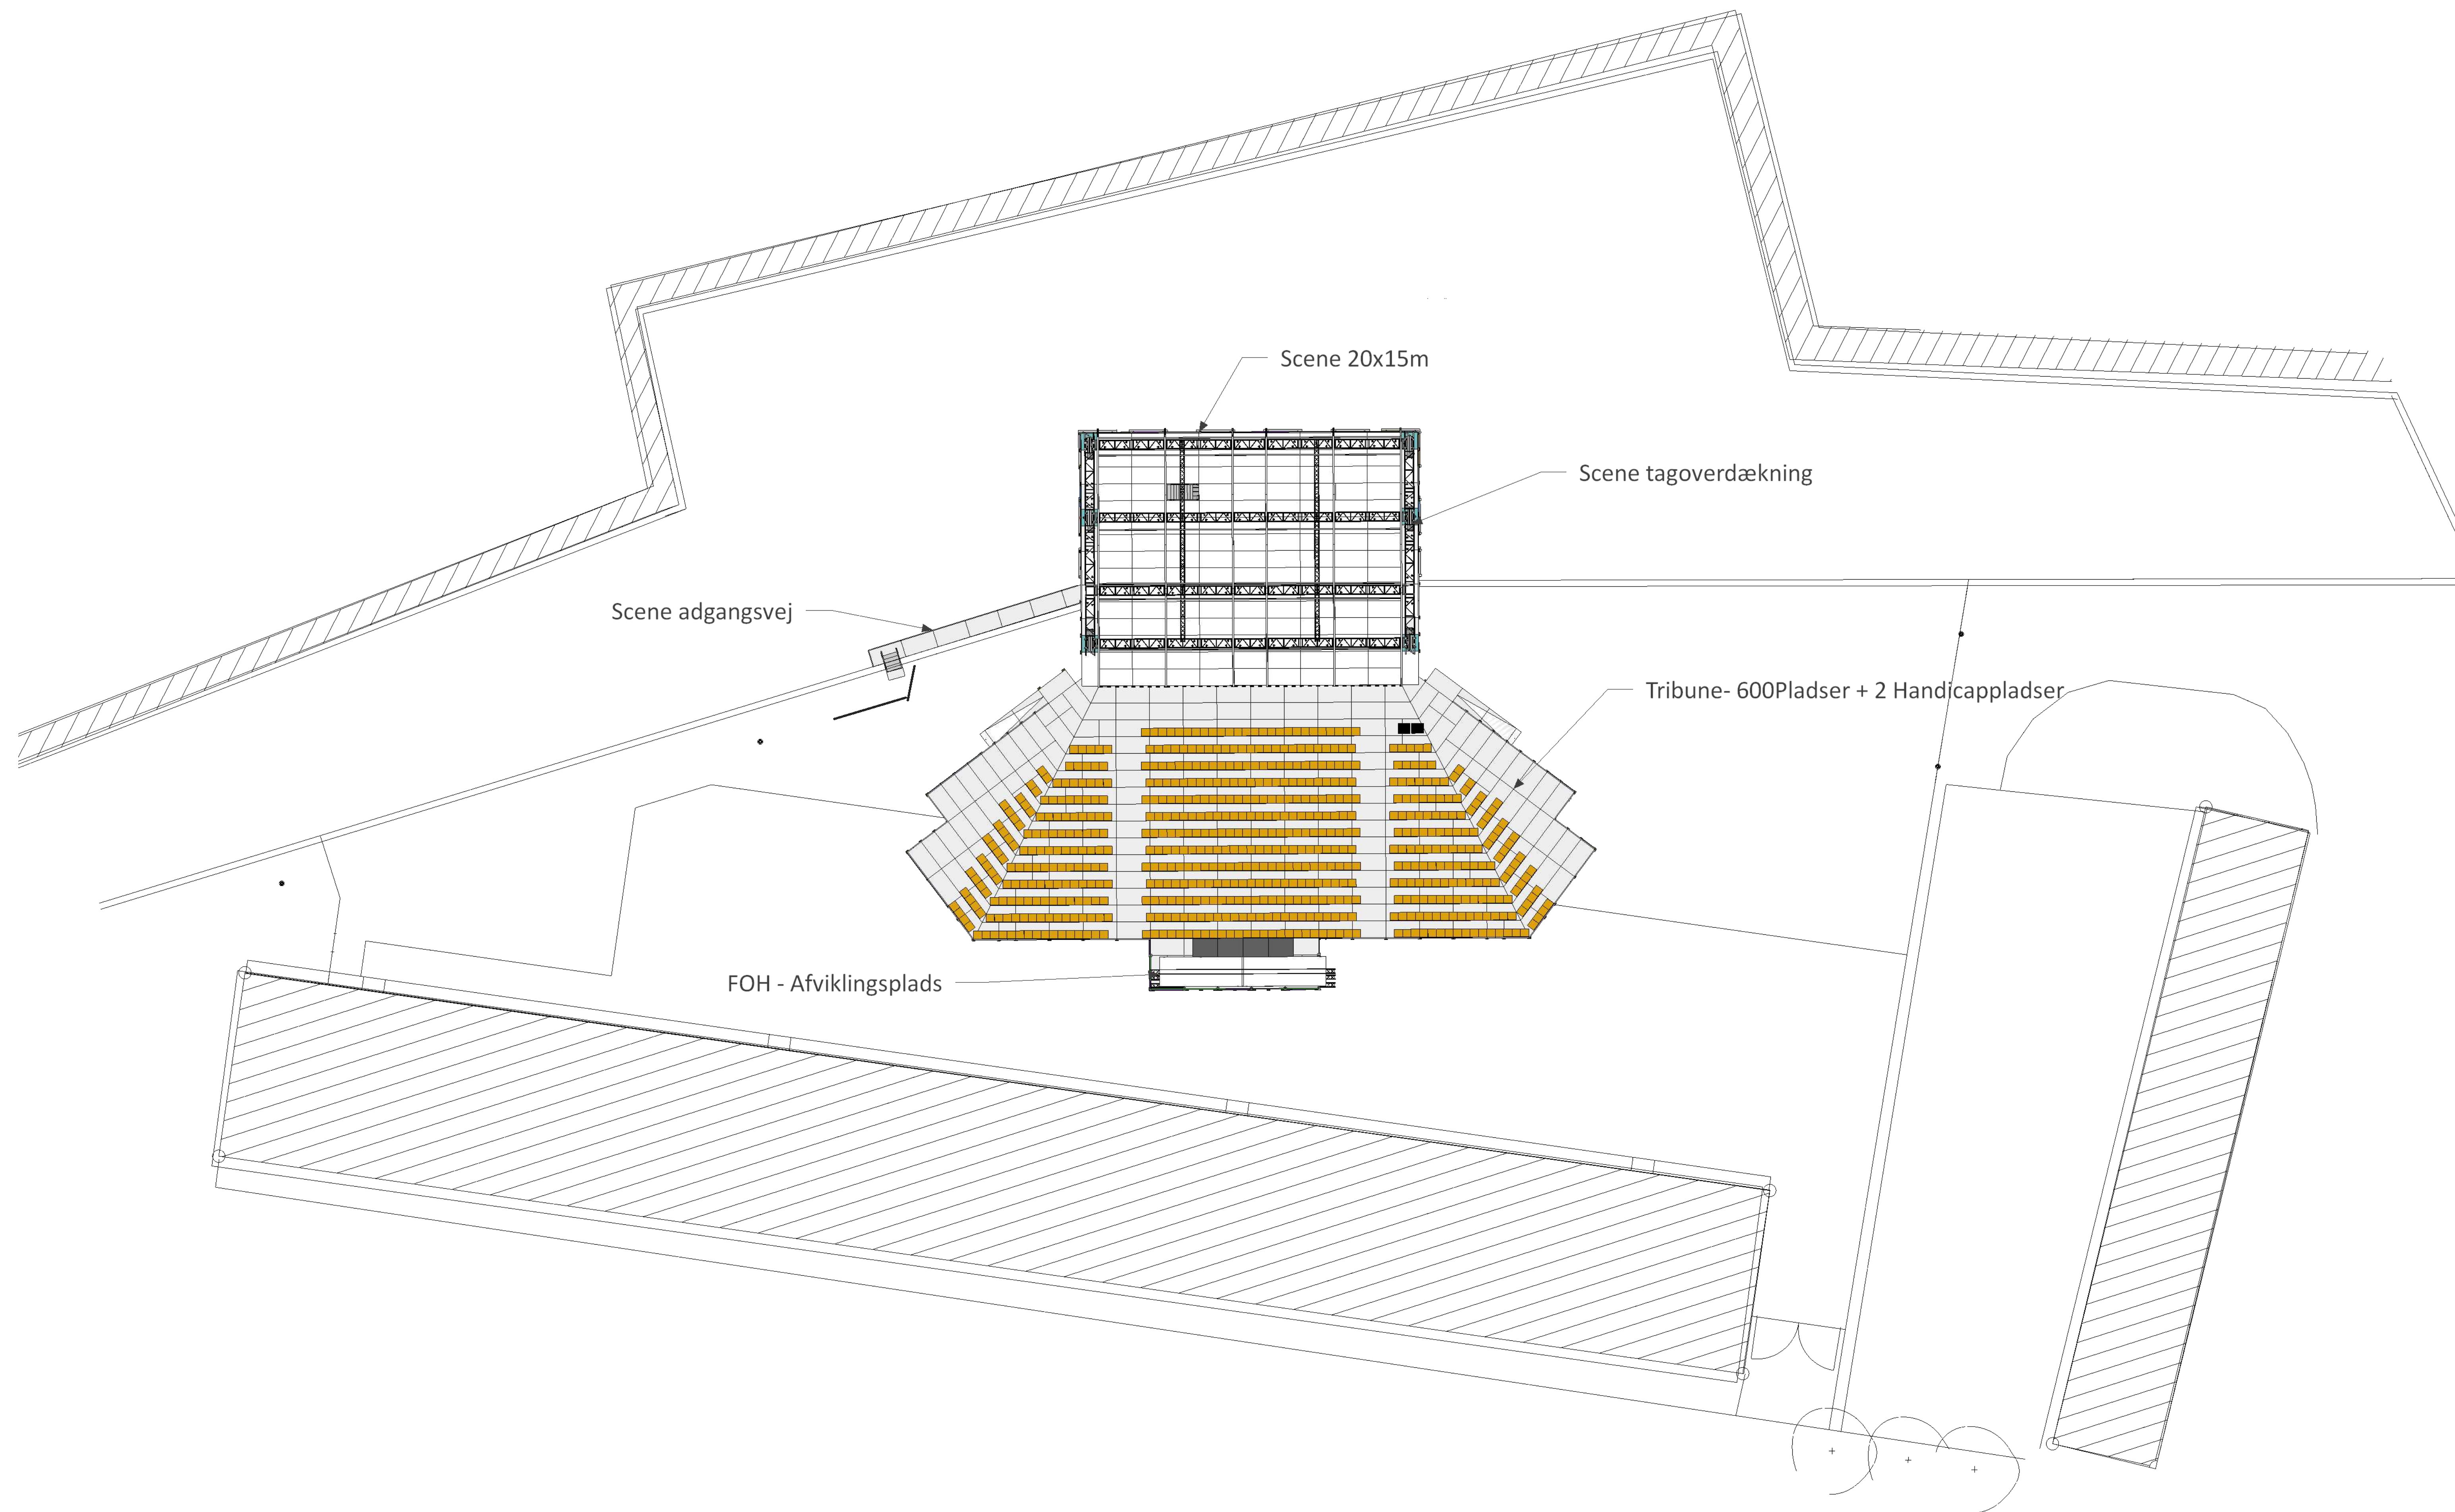 Scene 20x15m
Scene tagoverdækning
Scene adgangsvej
Tribune- 600Pladser + 2 Handicappladser
FOH - Afviklingsplads